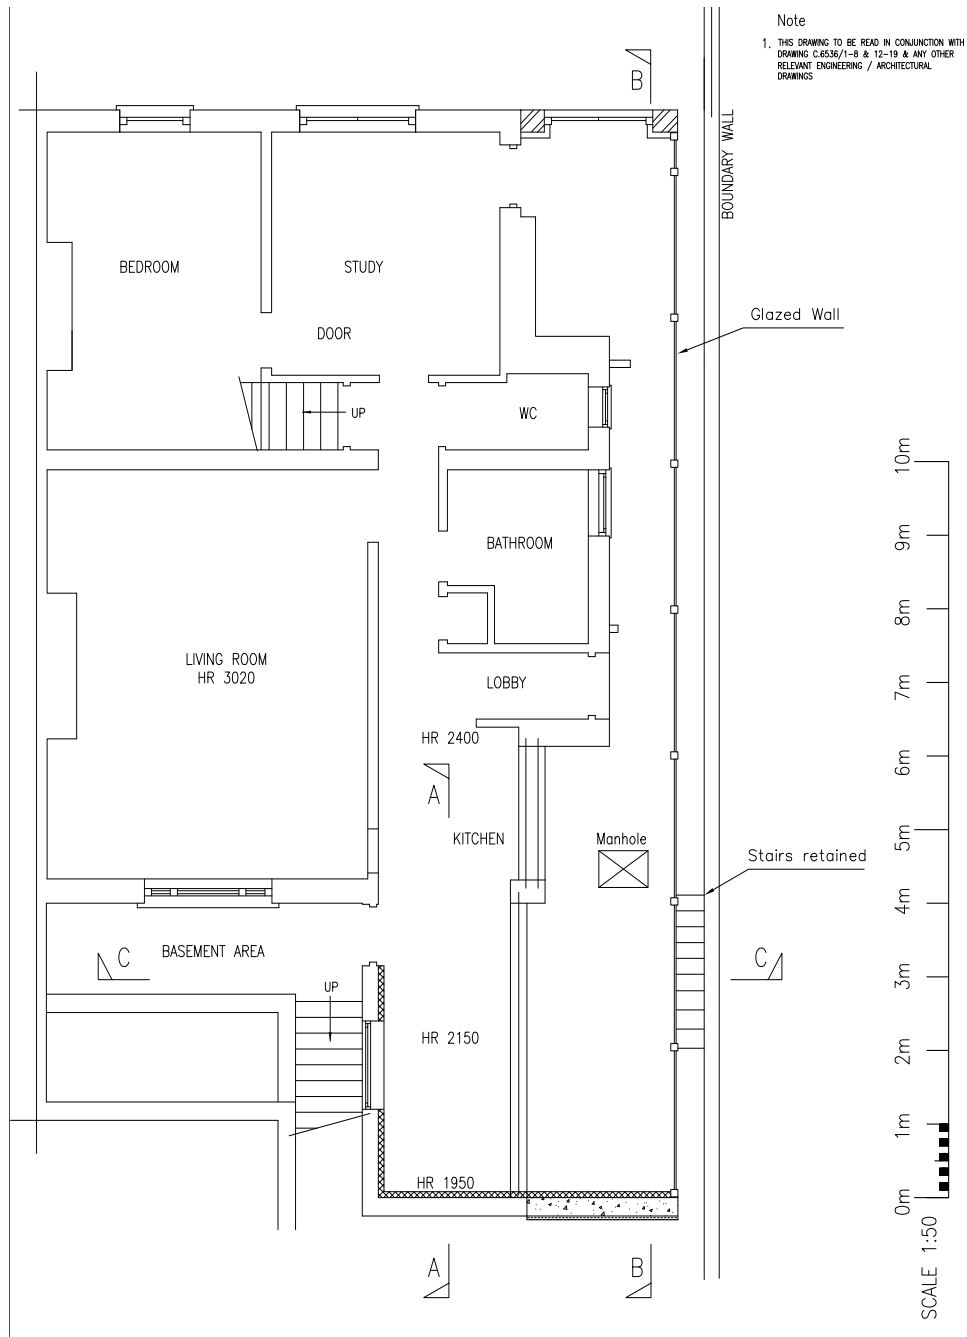 Note
1. THIS DRAWING TO BE READ IN CONJUNCTION WITH
DRAWING C.6536/1-8 & 12-19 & ANY OTHER
RELEVANT ENGINEERING / ARCHITECTURAL
DRAWINGS
B
BOUNDARY WALL
BEDROOM
STUDY
Glazed Wall
DOOR
UP
WC
BATHROOM
LIVING ROOM
HR 3020
LOBBY
HR 2400
A
KITCHEN
Manhole
Stairs retained
C
BASEMENT AREA
C
UP
HR 2150
HR 1950
A
B
10m
9m
8m
7m
6m
5m
4m
3m
2m
1m
0m
SCALE 1:50